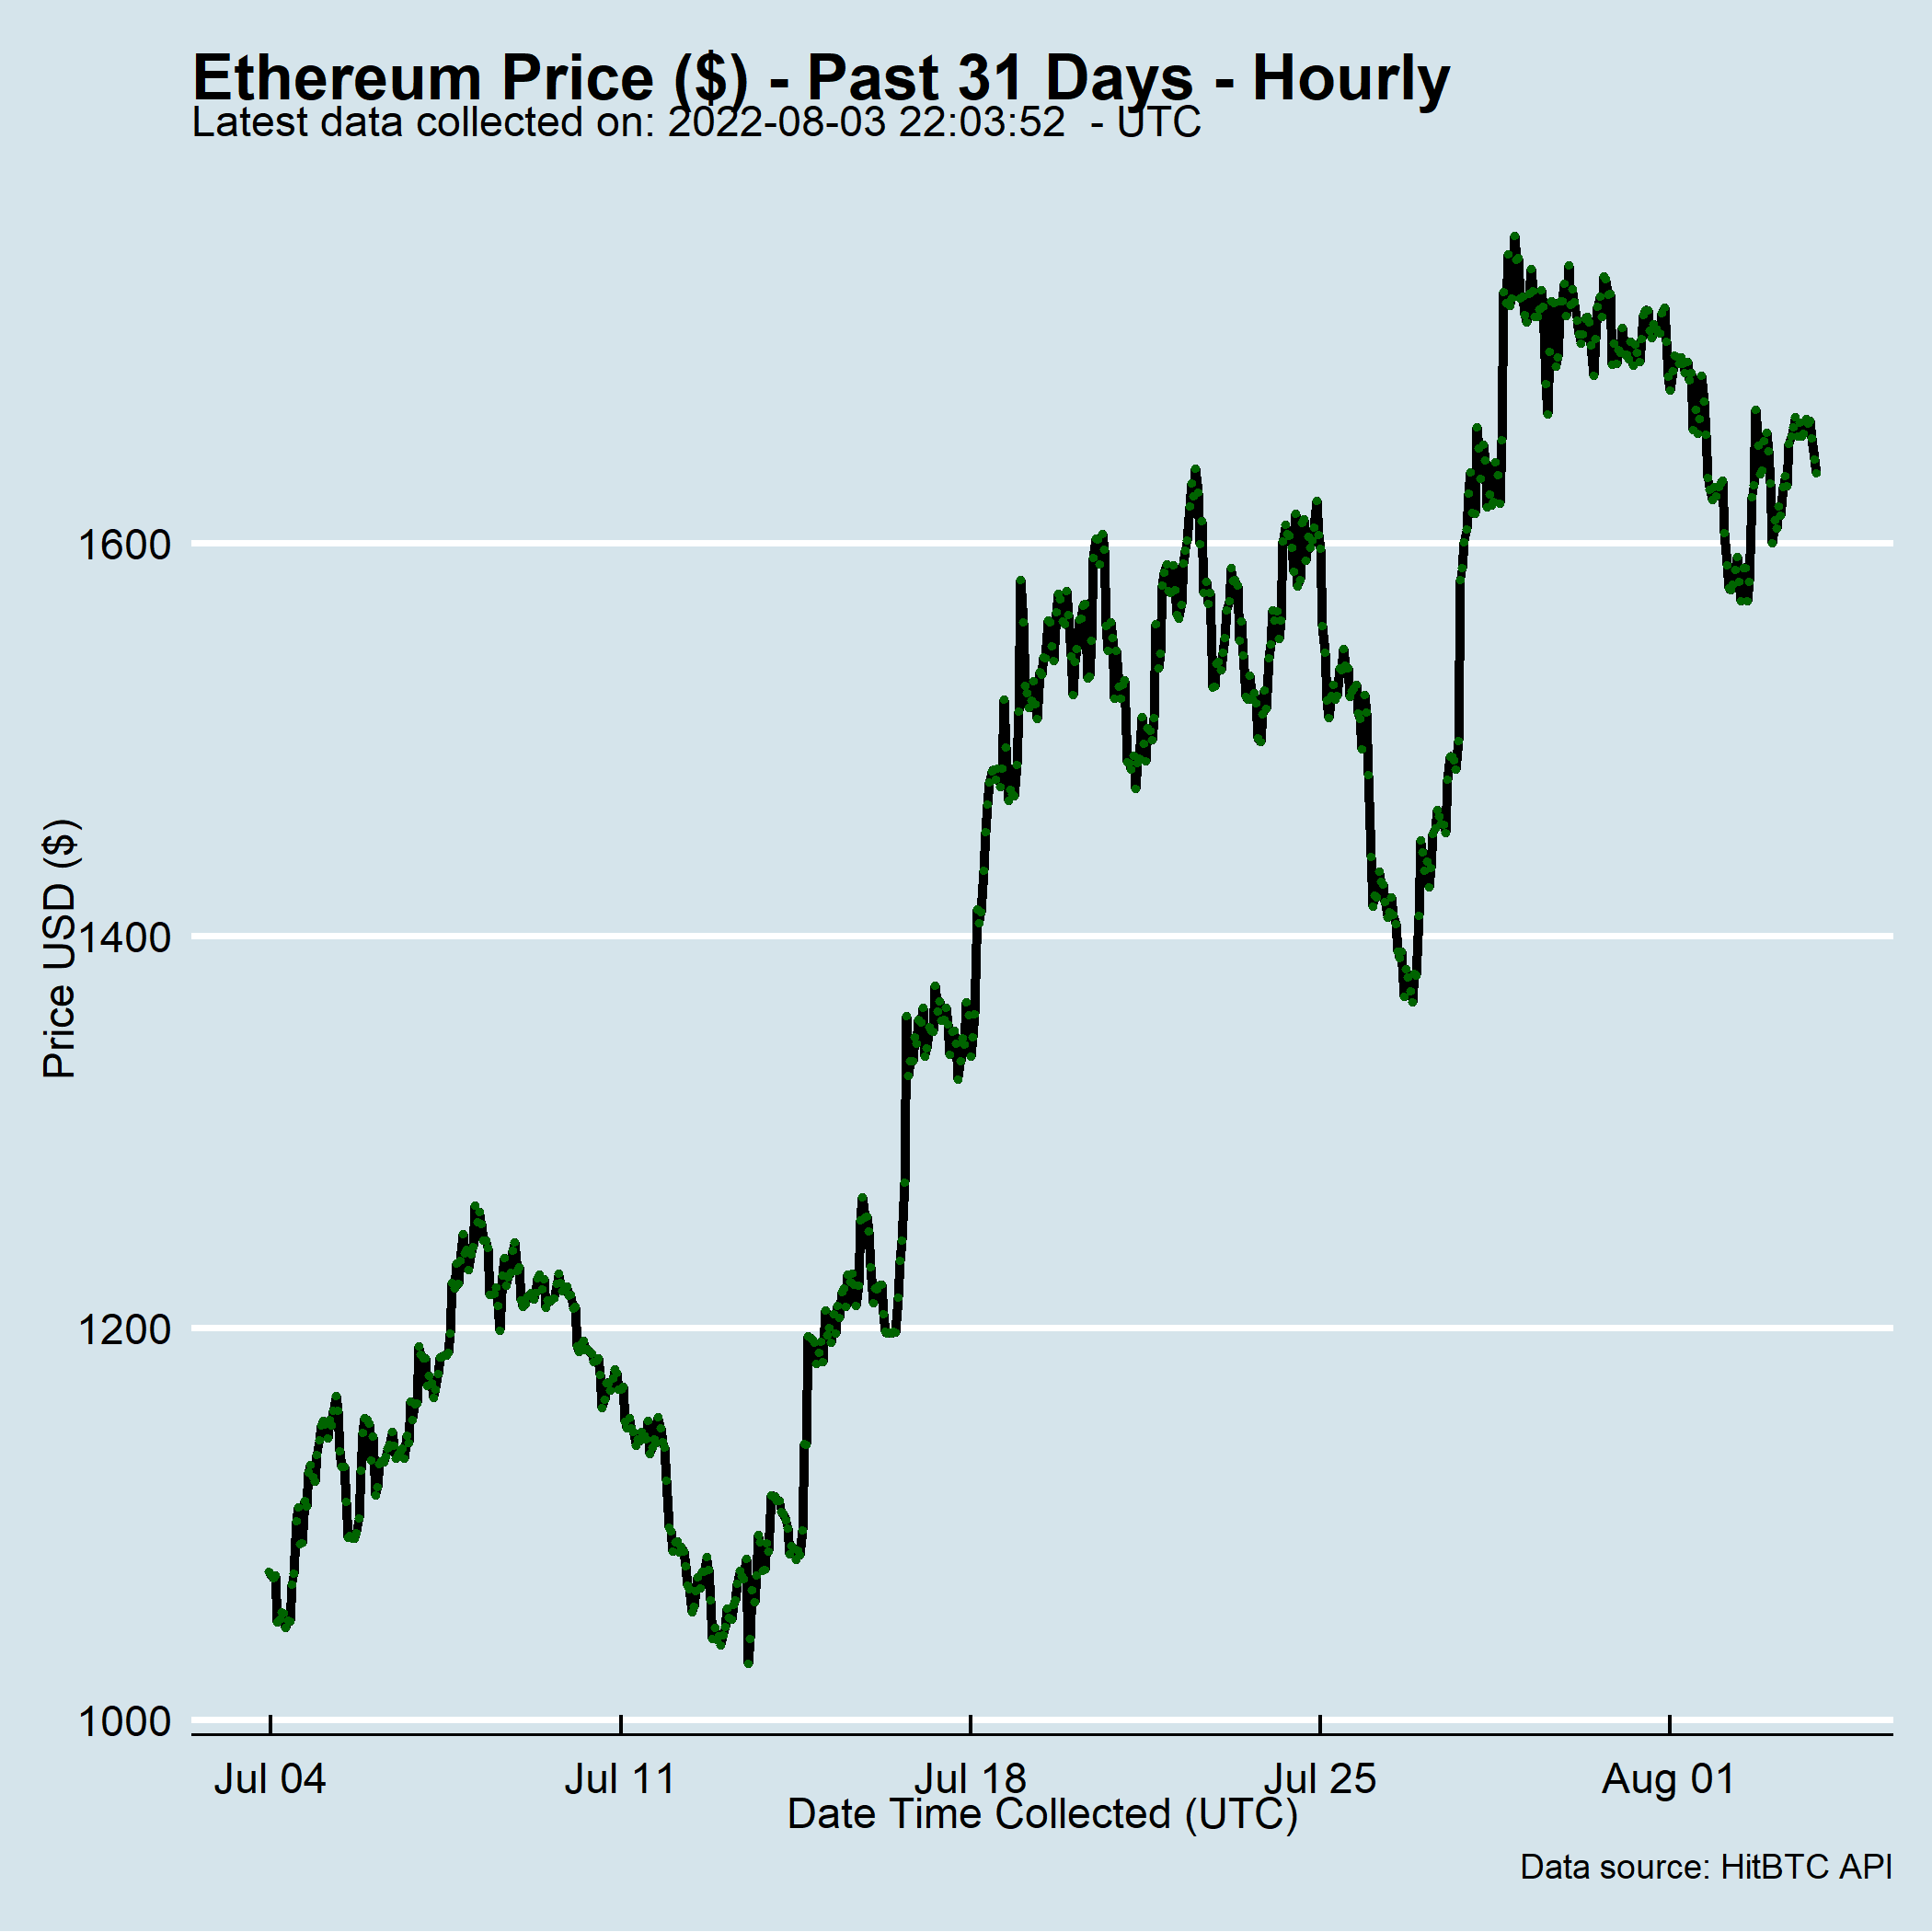 Ethereum Price ($) - Past 31 Days - Hourly
Latest data collected on: 2022-08-03 22:03:52  - UTC
Price USD ($)
1600
1400
1200
1000
Jul 04
Jul 11
Jul 18
Jul 25
Aug 01
Date Time Collected (UTC)
Data source: HitBTC API